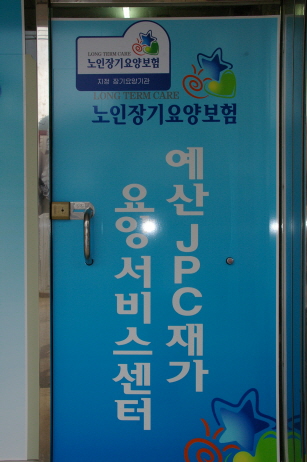 LONG TERM CARE
노인장기요양보험
지정 장기요양기관
LONG TERM CARE
노인장기요양보험
예산 JPC재가
요양 서비스센터